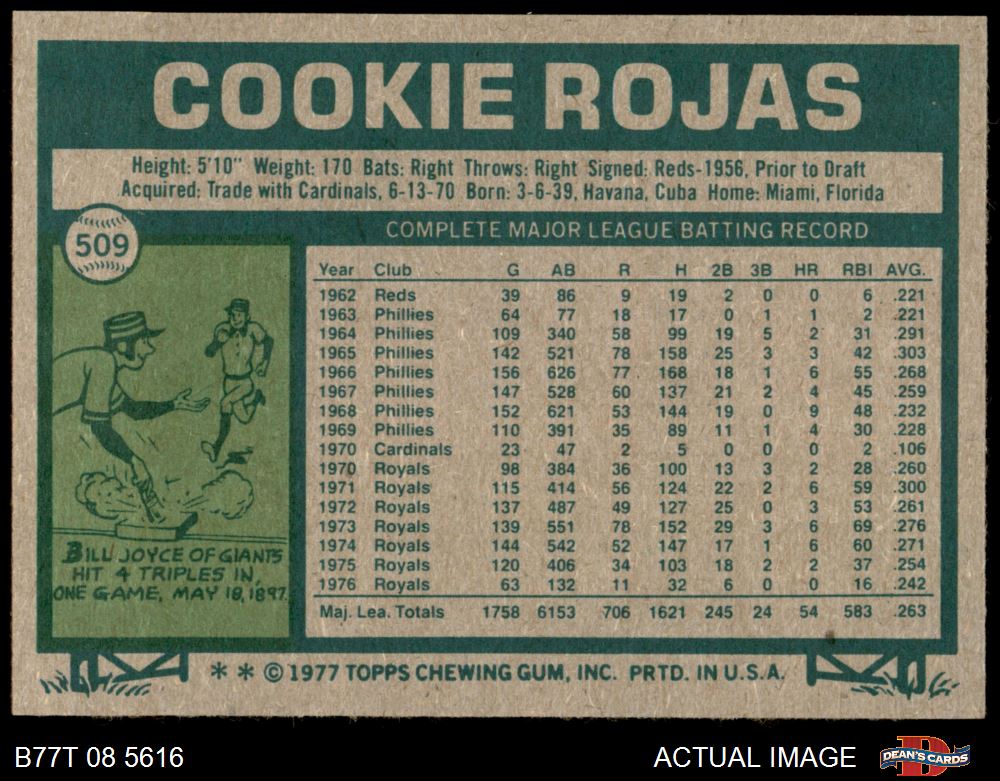 COOKIE ROJAS
Height: 5'10" Weight: 170 Bats: Right Throws: Right Signed: Reds-1956, Prior to Draft
Acquired: Trade with Cardinals, 6-13-70 Born: 3-6-39, Havana, Cuba Home: Miami, Florida
509
COMPLETE MAJOR LEAGUE BATTING RECORD
Year Club G AB R H 2B 3B HR RBI AVG.
1962 Reds 39 86 9 19 2 0 0 6 .221
1963 Phillies 64 77 18 17 0 1 1 2 .221
1964 Phillies 109 340 58 99 19 5 2 31 .291
1965 Phillies 142 521 78 158 25 3 3 42 .303
1966 Phillies 156 626 77 168 18 1 6 55 .268
1967 Phillies 147 528 60 137 21 2 4 45 .259
1968 Phillies 152 621 53 144 19 0 9 48 .232
1969 Phillies 110 391 35 89 11 1 4 30 .228
1970 Cardinals 23 47 2 5 0 0 0 2 .106
1970 Royals 98 384 36 100 13 3 2 28 .260
1971 Royals 115 414 56 124 22 2 6 59 .300
1972 Royals 137 487 49 127 25 0 3 53 .261
1973 Royals 139 551 78 152 29 3 6 69 .276
1974 Royals 144 542 52 147 17 1 6 60 .271
1975 Royals 120 406 34 103 18 2 2 37 .254
1976 Royals 63 132 11 32 6 0 0 16 .242
Maj. Lea. Totals 1758 6153 706 1621 245 24 54 583 .263
BILL JOYCE OF GIANTS
HIT 4 TRIPLES IN
ONE GAME, MAY 18, 1897.
* * © 1977 TOPPS CHEWING GUM, INC. PRTD. IN U.S.A.
B77T 08 5616
ACTUAL IMAGE
D
DEAN'S CARDS